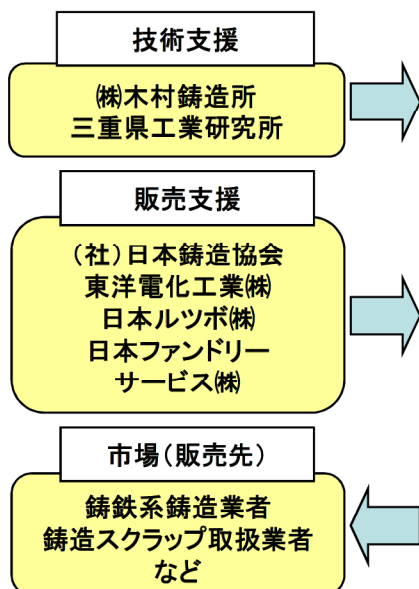 技術支援
㈱木村鋳造所
三重県工業研究所
販売支援
（社）日本鋳造協会
東洋電化工業㈱
日本ルツボ㈱
日本ファンドリー
サービス㈱
市場（販売先）
鋳鉄系鋳造業者
鋳造スクラップ取扱業者
など